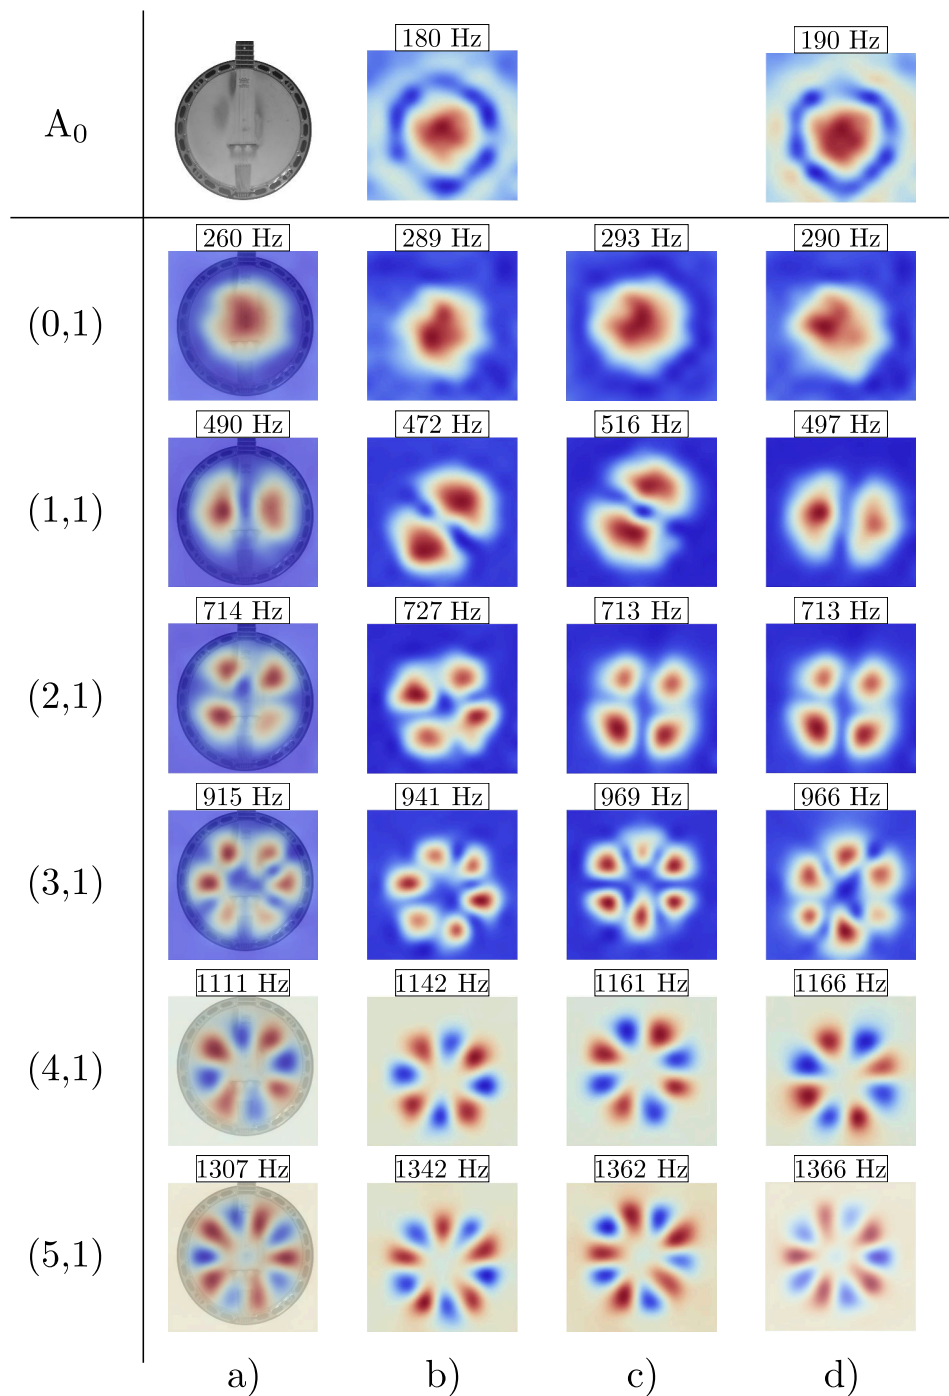 180 Hz 190 Hz
A₀
260 Hz 289 Hz 293 Hz 290 Hz
(0,1)
490 Hz 472 Hz 516 Hz 497 Hz
(1,1)
714 Hz 727 Hz 713 Hz 713 Hz
(2,1)
915 Hz 941 Hz 969 Hz 966 Hz
(3,1)
1111 Hz 1142 Hz 1161 Hz 1166 Hz
(4,1)
1307 Hz 1342 Hz 1362 Hz 1366 Hz
(5,1)
a) b) c) d)